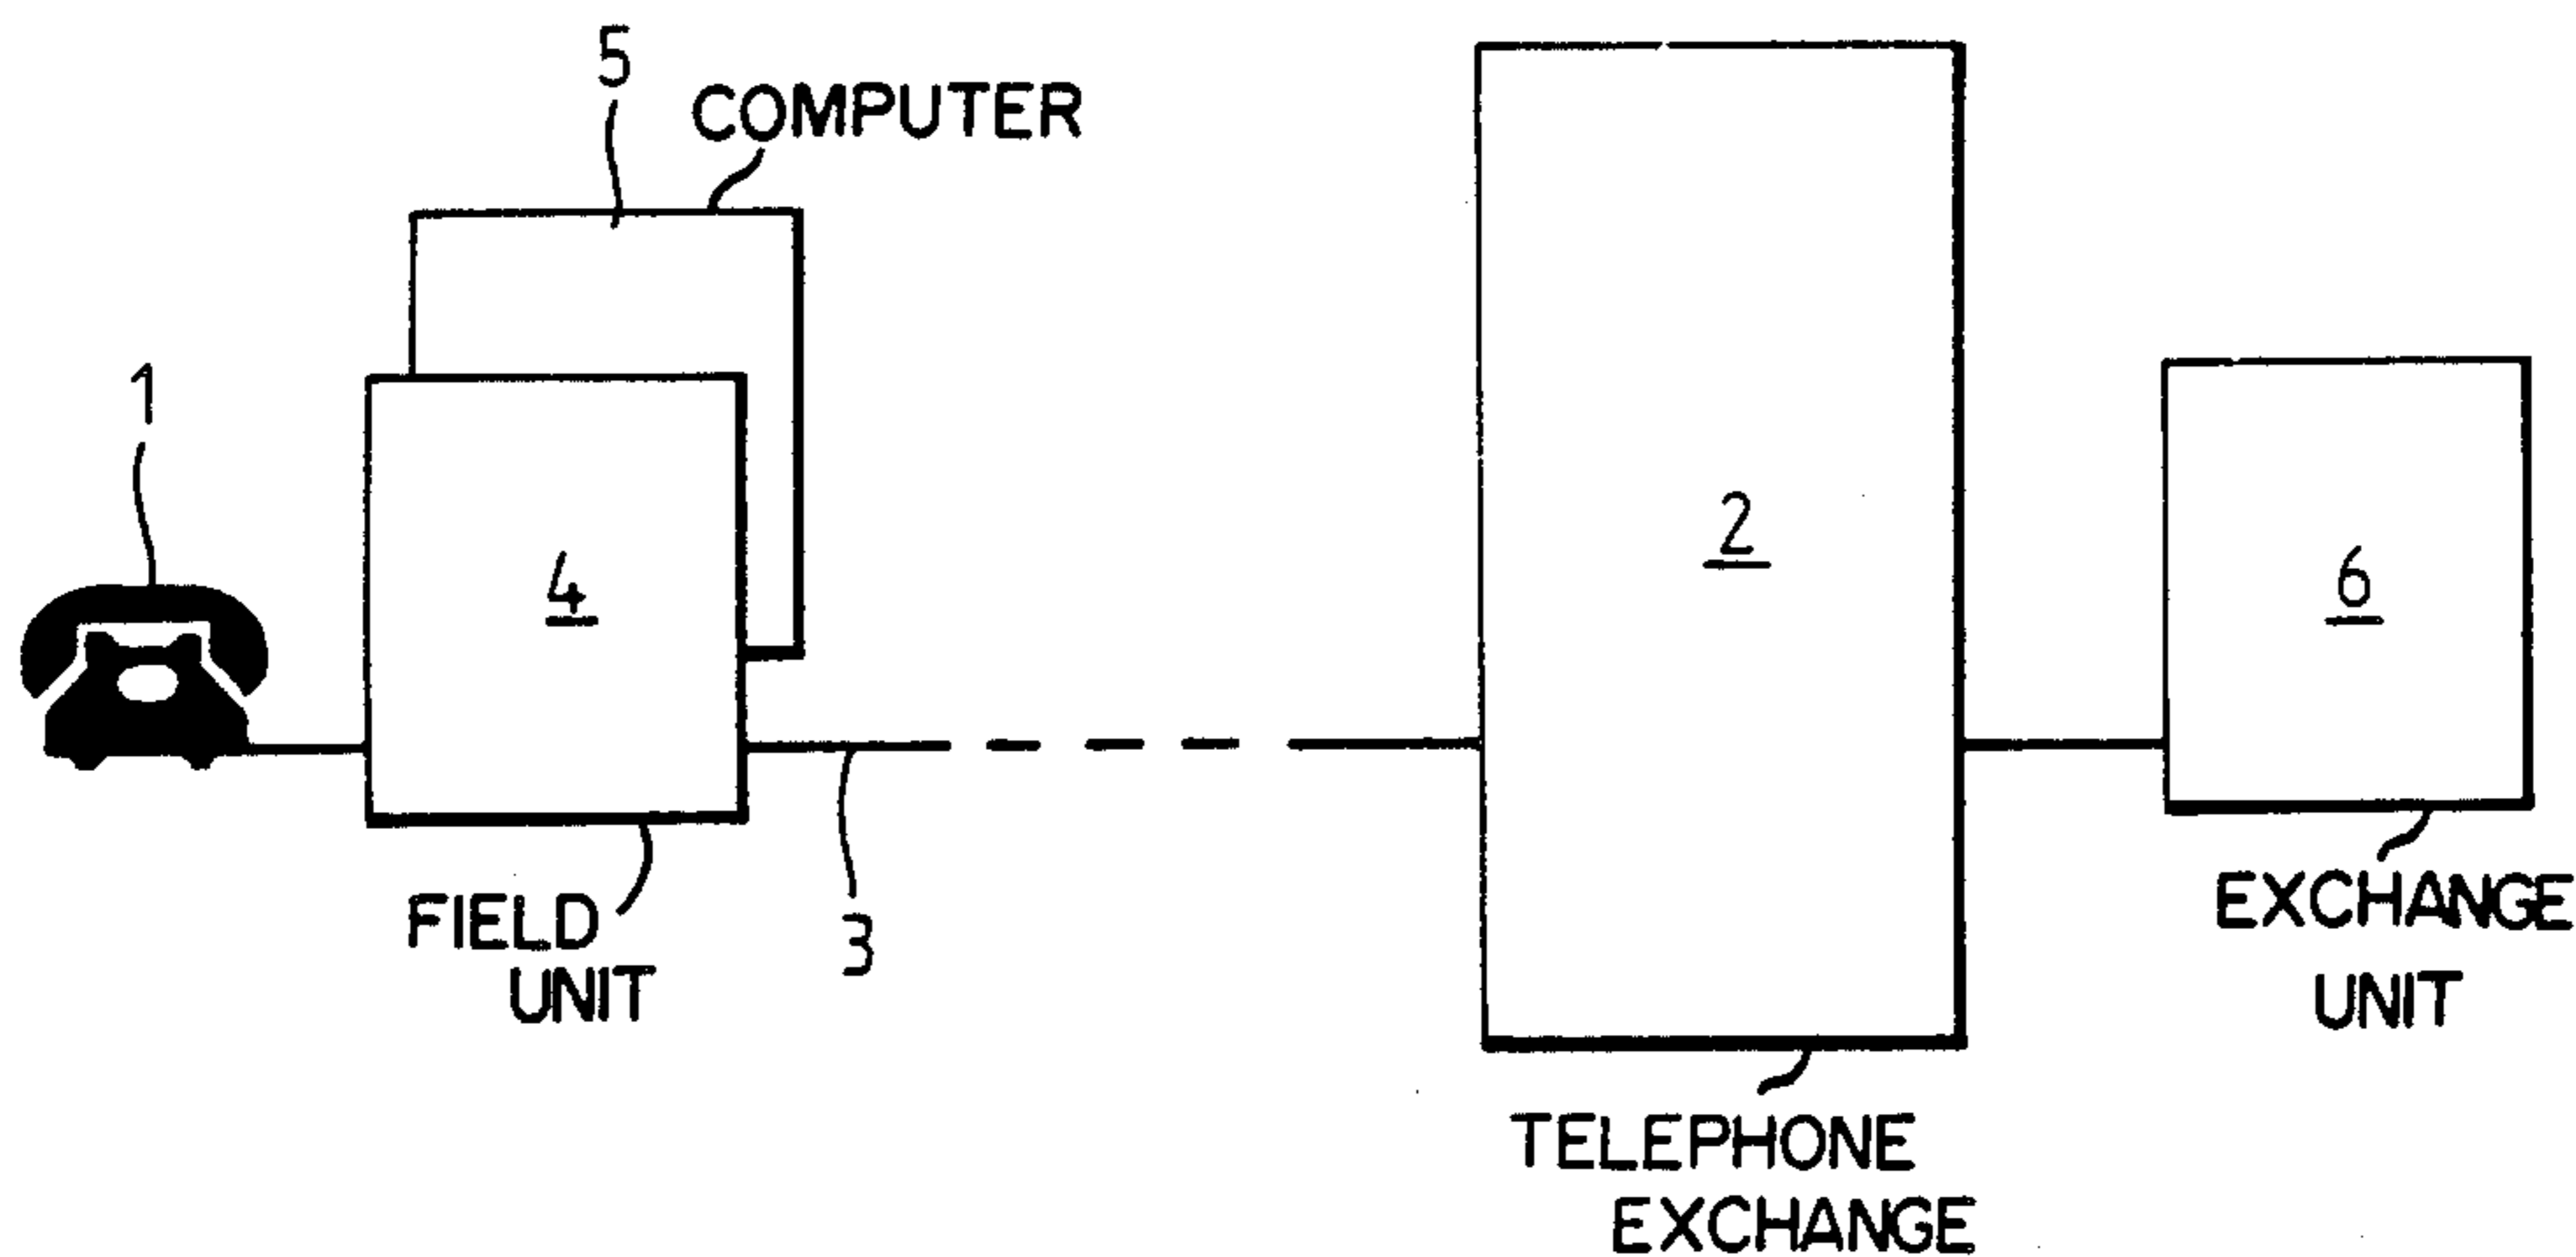 5
COMPUTER
1
4
2
6
FIELD
UNIT
3
EXCHANGE
UNIT
TELEPHONE
EXCHANGE